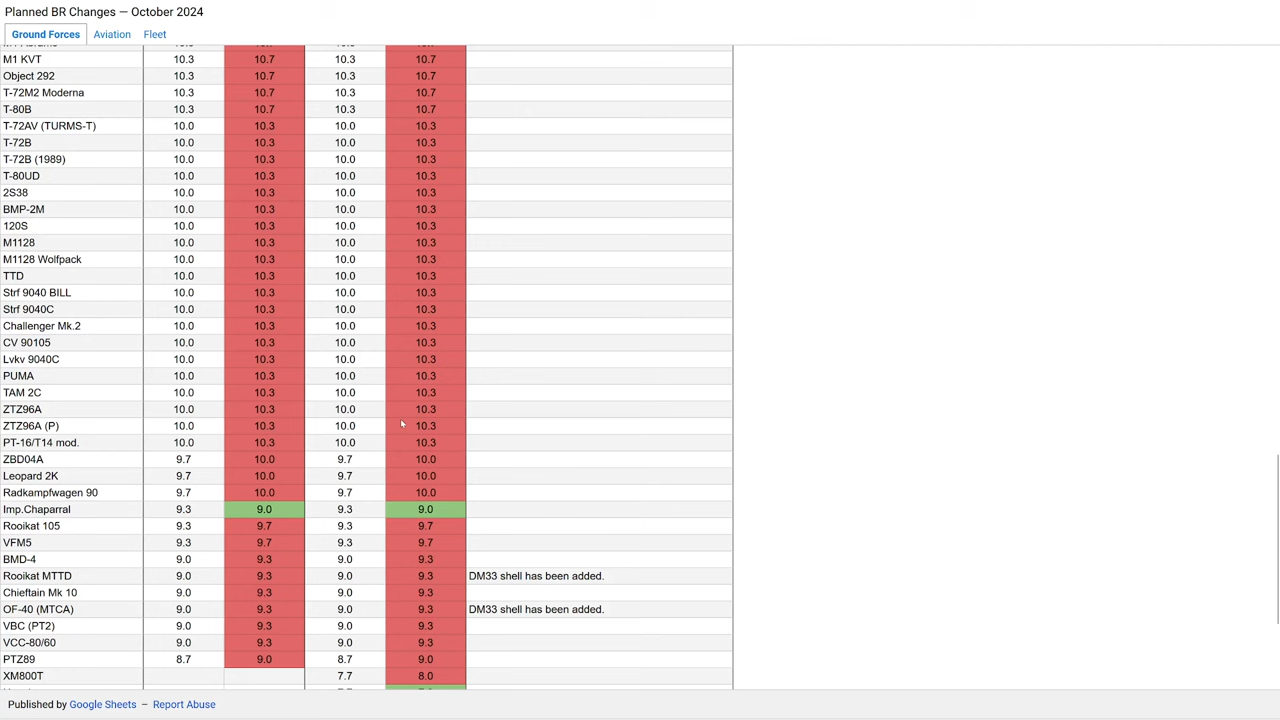 Planned BR Changes — October 2024
Ground Forces Aviation Fleet
M1 KVT 10.3 10.7 10.3 10.7
Object 292 10.3 10.7 10.3 10.7
T-72M2 Moderna 10.3 10.7 10.3 10.7
T-80B 10.3 10.7 10.3 10.7
T-72AV (TURMS-T) 10.0 10.3 10.0 10.3
T-72B 10.0 10.3 10.0 10.3
T-72B (1989) 10.0 10.3 10.0 10.3
T-80UD 10.0 10.3 10.0 10.3
2S38 10.0 10.3 10.0 10.3
BMP-2M 10.0 10.3 10.0 10.3
120S 10.0 10.3 10.0 10.3
M1128 10.0 10.3 10.0 10.3
M1128 Wolfpack 10.0 10.3 10.0 10.3
TTD 10.0 10.3 10.0 10.3
Strf 9040 BILL 10.0 10.3 10.0 10.3
Strf 9040C 10.0 10.3 10.0 10.3
Challenger Mk.2 10.0 10.3 10.0 10.3
CV 90105 10.0 10.3 10.0 10.3
Lvkv 9040C 10.0 10.3 10.0 10.3
PUMA 10.0 10.3 10.0 10.3
TAM 2C 10.0 10.3 10.0 10.3
ZTZ96A 10.0 10.3 10.0 10.3
ZTZ96A (P) 10.0 10.3 10.0 10.3
PT-16/T14 mod. 10.0 10.3 10.0 10.3
ZBD04A 9.7 10.0 9.7 10.0
Leopard 2K 9.7 10.0 9.7 10.0
Radkampfwagen 90 9.7 10.0 9.7 10.0
Imp.Chaparral 9.3 9.0 9.3 9.0
Rooikat 105 9.3 9.7 9.3 9.7
VFM5 9.3 9.7 9.3 9.7
BMD-4 9.0 9.3 9.0 9.3
Rooikat MTTD 9.0 9.3 9.0 9.3 DM33 shell has been added.
Chieftain Mk 10 9.0 9.3 9.0 9.3
OF-40 (MTCA) 9.0 9.3 9.0 9.3 DM33 shell has been added.
VBC (PT2) 9.0 9.3 9.0 9.3
VCC-80/60 9.0 9.3 9.0 9.3
PTZ89 8.7 9.0 8.7 9.0
XM800T 7.7 8.0
Published by Google Sheets – Report Abuse